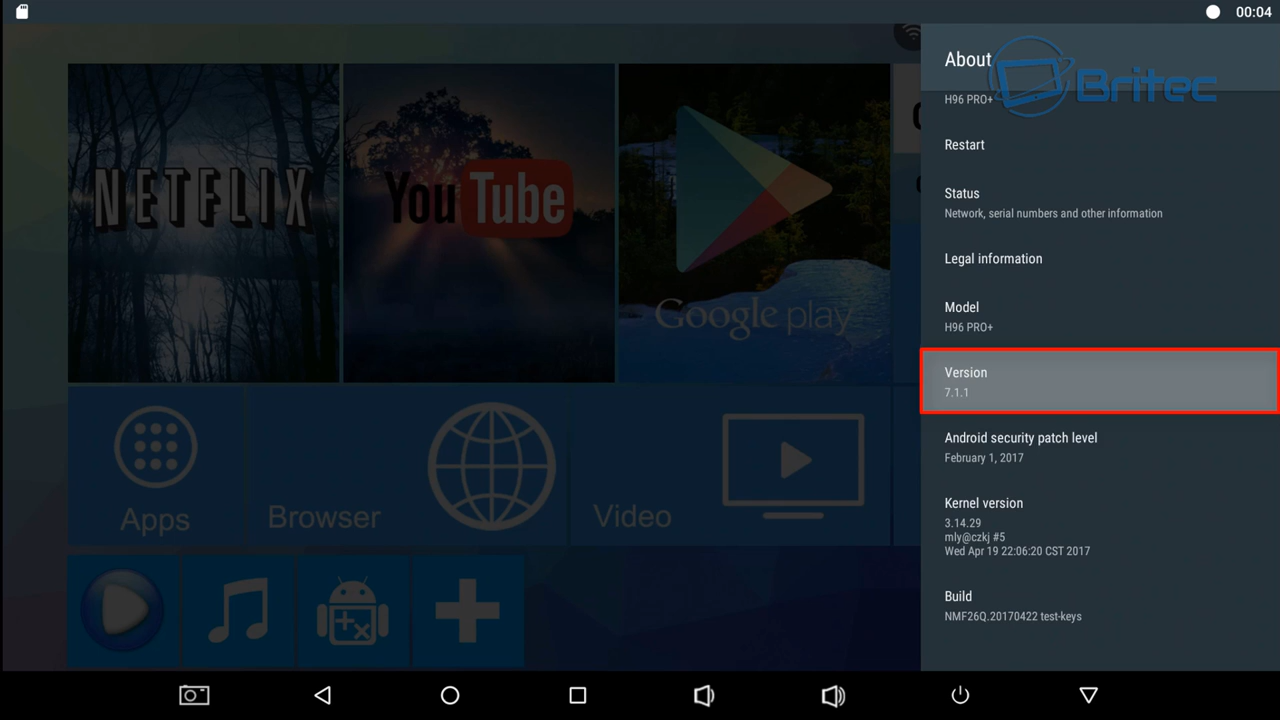 00:04
About
Britec
H96 PRO+
Restart
Status
Network, serial numbers and other information
Legal information
Model
H96 PRO+
Version
7.1.1
Android security patch level
February 1, 2017
Kernel version
3.14.29
mly@czkj #5
Wed Apr 19 22:06:20 CST 2017
Build
NMF26Q.20170422 test-keys
NETFLIX
YouTube
Google play
Apps
Browser
Video